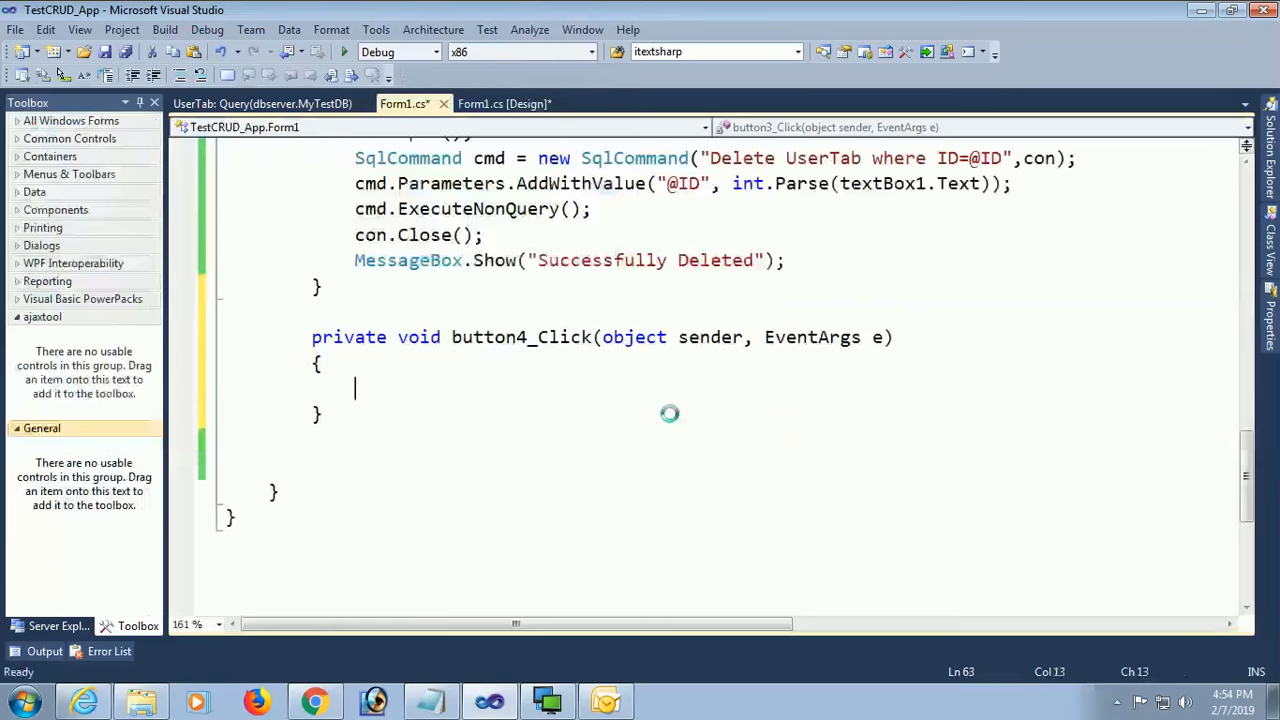 TestCRUD_App - Microsoft Visual Studio
File Edit View Project Build Debug Team Data Format Tools Architecture Test Analyze Window Help
Debug x86 itextsharp
Toolbox
UserTab: Query(dbserver.MyTestDB) Form1.cs* Form1.cs [Design]*
All Windows Forms
TestCRUD_App.Form1 button3_Click(object sender, EventArgs e)
Common Controls
Containers
Menus & Toolbars
Data
Components
Printing
Dialogs
WPF Interoperability
Reporting
Visual Basic PowerPacks
ajaxtool
There are no usable
controls in this group. Drag
an item onto this text to
add it to the toolbox.
General
There are no usable
controls in this group. Drag
an item onto this text to
add it to the toolbox.
SqlCommand cmd = new SqlCommand("Delete UserTab where ID=@ID",con);
cmd.Parameters.AddWithValue("@ID", int.Parse(textBox1.Text));
cmd.ExecuteNonQuery();
con.Close();
MessageBox.Show("Successfully Deleted");
}
private void button4_Click(object sender, EventArgs e)
{
}
}
}
Solution Explorer
Class View
Properties
161 %
Server Expl... Toolbox
Output Error List
Ready Ln 63 Col 13 Ch 13 INS
4:54 PM
2/7/2019